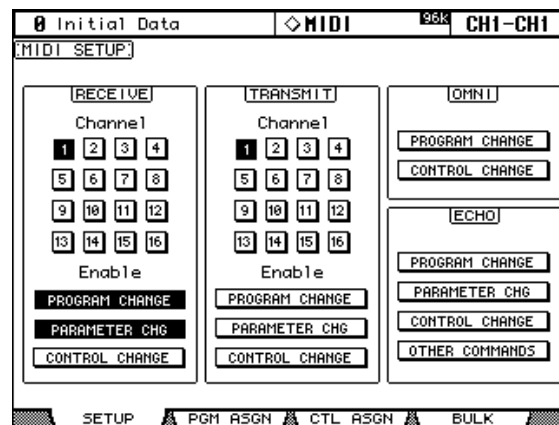 0 Initial Data
◇MIDI
96K
CH1-CH1
MIDI SETUP
RECEIVE
Channel
1 2 3 4
5 6 7 8
9 10 11 12
13 14 15 16
Enable
PROGRAM CHANGE
PARAMETER CHG
CONTROL CHANGE
TRANSMIT
Channel
1 2 3 4
5 6 7 8
9 10 11 12
13 14 15 16
Enable
PROGRAM CHANGE
PARAMETER CHG
CONTROL CHANGE
OMNI
PROGRAM CHANGE
CONTROL CHANGE
ECHO
PROGRAM CHANGE
PARAMETER CHG
CONTROL CHANGE
OTHER COMMANDS
SETUP
PGM ASGN
CTL ASGN
BULK